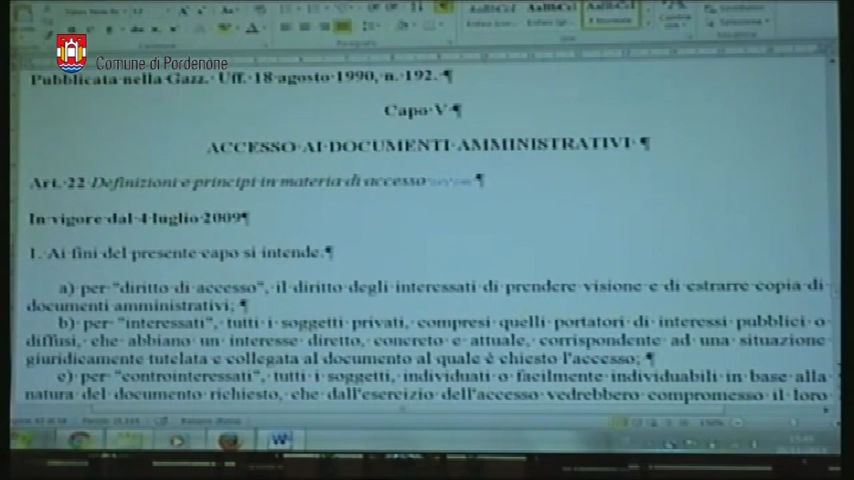 Comune di Pordenone
Pubblicata nella Gazz. Uff. 18 agosto 1990, n. 192. ¶
Capo V ¶
ACCESSO AI DOCUMENTI AMMINISTRATIVI ¶
Art. 22 Definizioni e principi in materia di accesso ¶
In vigore dal 4 luglio 2009¶
1. Ai fini del presente capo si intende:¶
a) per "diritto di accesso", il diritto degli interessati di prendere visione e di estrarre copia di
documenti amministrativi; ¶
b) per "interessati", tutti i soggetti privati, compresi quelli portatori di interessi pubblici o
diffusi, che abbiano un interesse diretto, concreto e attuale, corrispondente ad una situazione
giuridicamente tutelata e collegata al documento al quale è chiesto l'accesso; ¶
c) per "controinteressati", tutti i soggetti, individuati o facilmente individuabili in base alla
natura del documento richiesto, che dall'esercizio dell'accesso vedrebbero compromesso il loro